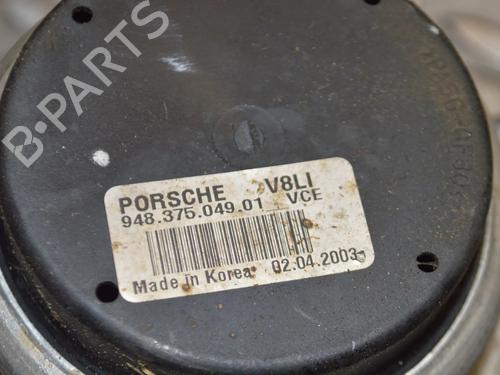 B-PARTS
PORSCHE V8LI
948.375.049.01 VCE
Made in Korea 02.04.2003